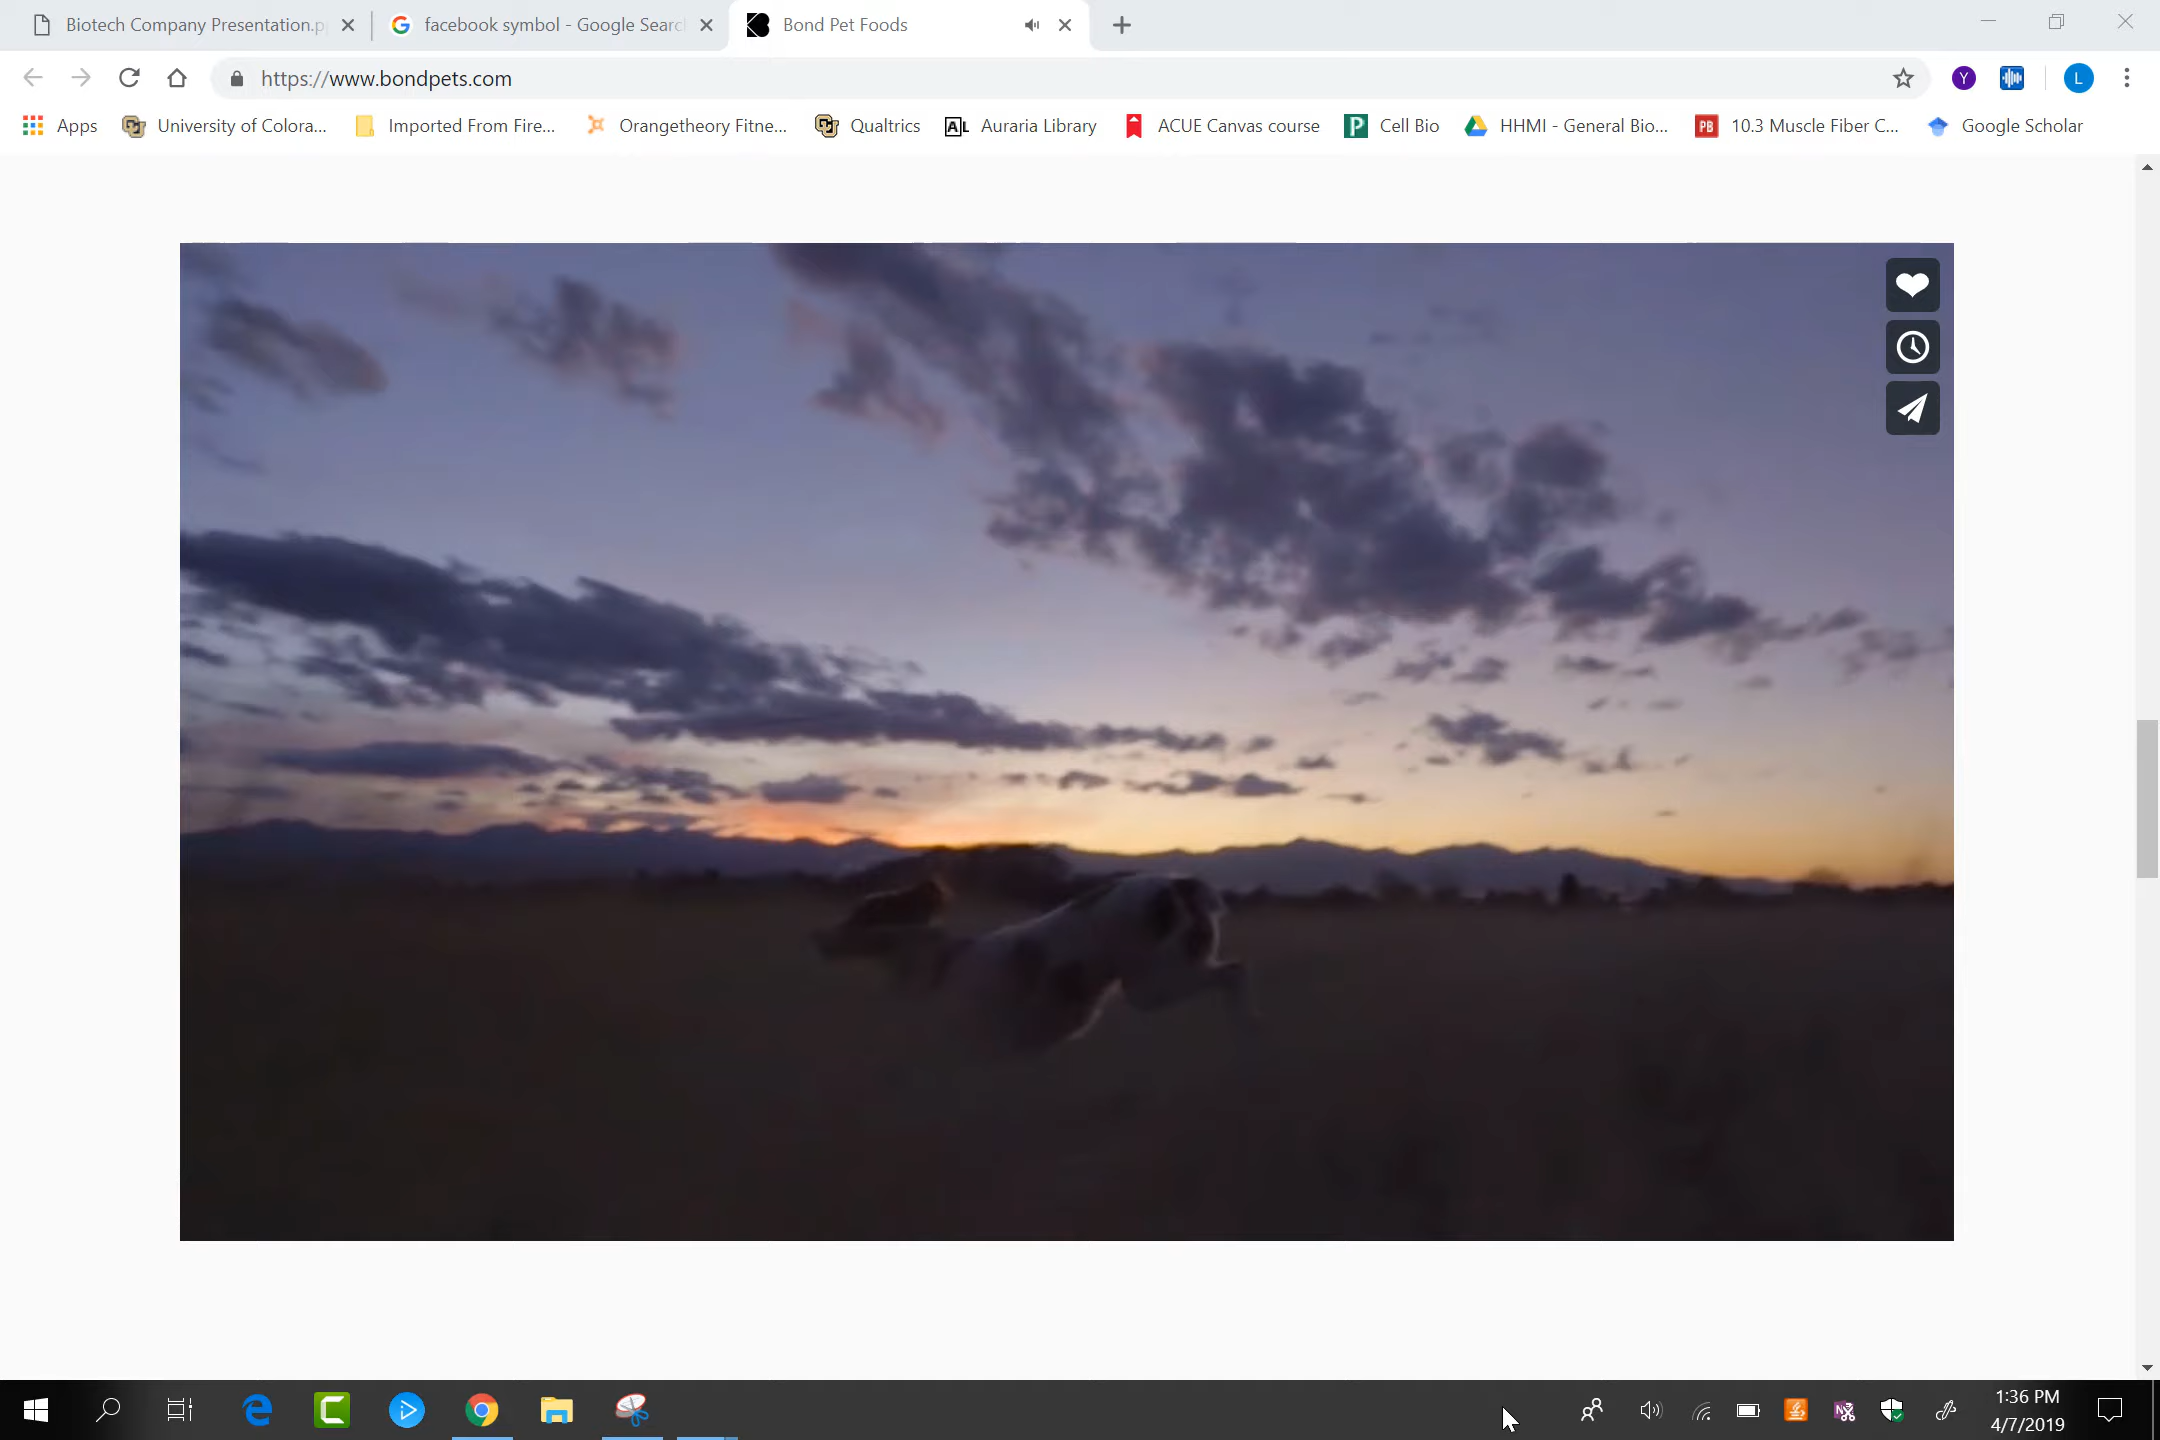 Biotech Company Presentation.p
facebook symbol - Google Searc
Bond Pet Foods
https://www.bondpets.com
Y
L
Apps
University of Colora...
Imported From Fire...
Orangetheory Fitne...
Qualtrics
AL
Auraria Library
ACUE Canvas course
P
Cell Bio
HHMI - General Bio...
PB
10.3 Muscle Fiber C...
Google Scholar
1:36 PM
4/7/2019